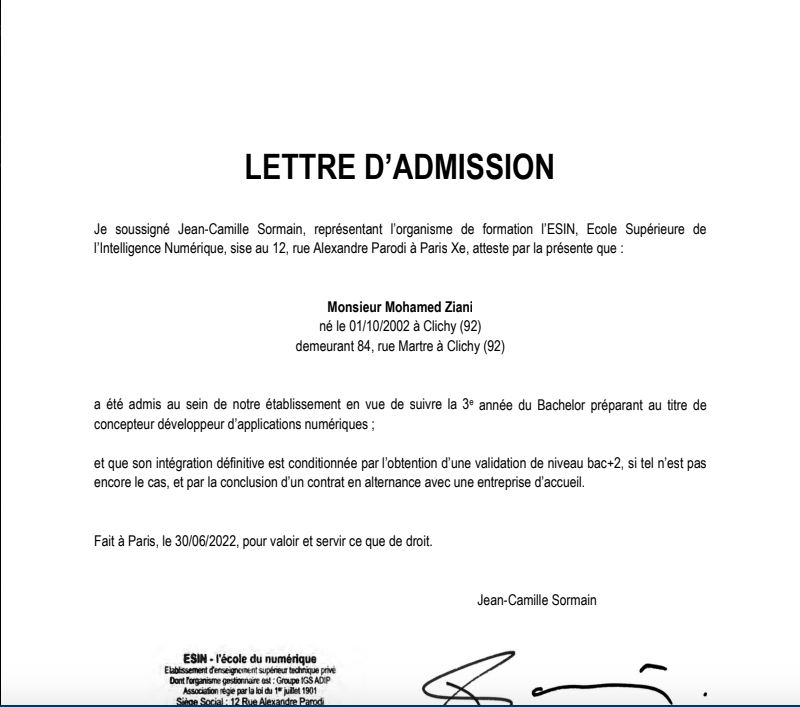 LETTRE D’ADMISSION
Je soussigné Jean-Camille Sormain, représentant l’organisme de formation l’ESIN, Ecole Supérieure de
l’Intelligence Numérique, sise au 12, rue Alexandre Parodi à Paris Xe, atteste par la présente que :
Monsieur Mohamed Ziani
né le 01/10/2002 à Clichy (92)
demeurant 84, rue Martre à Clichy (92)
a été admis au sein de notre établissement en vue de suivre la 3e année du Bachelor préparant au titre de
concepteur développeur d’applications numériques ;
et que son intégration définitive est conditionnée par l’obtention d’une validation de niveau bac+2, si tel n’est pas
encore le cas, et par la conclusion d’un contrat en alternance avec une entreprise d’accueil.
Fait à Paris, le 30/06/2022, pour valoir et servir ce que de droit.
Jean-Camille Sormain
ESIN - l'école du numérique
Etablissement d'enseignement supérieur technique privé
Dont l'organisme gestionnaire est : Groupe IGS ADIP
Association régie par la loi du 1er juillet 1901
Siège Social : 12 Rue Alexandre Parodi